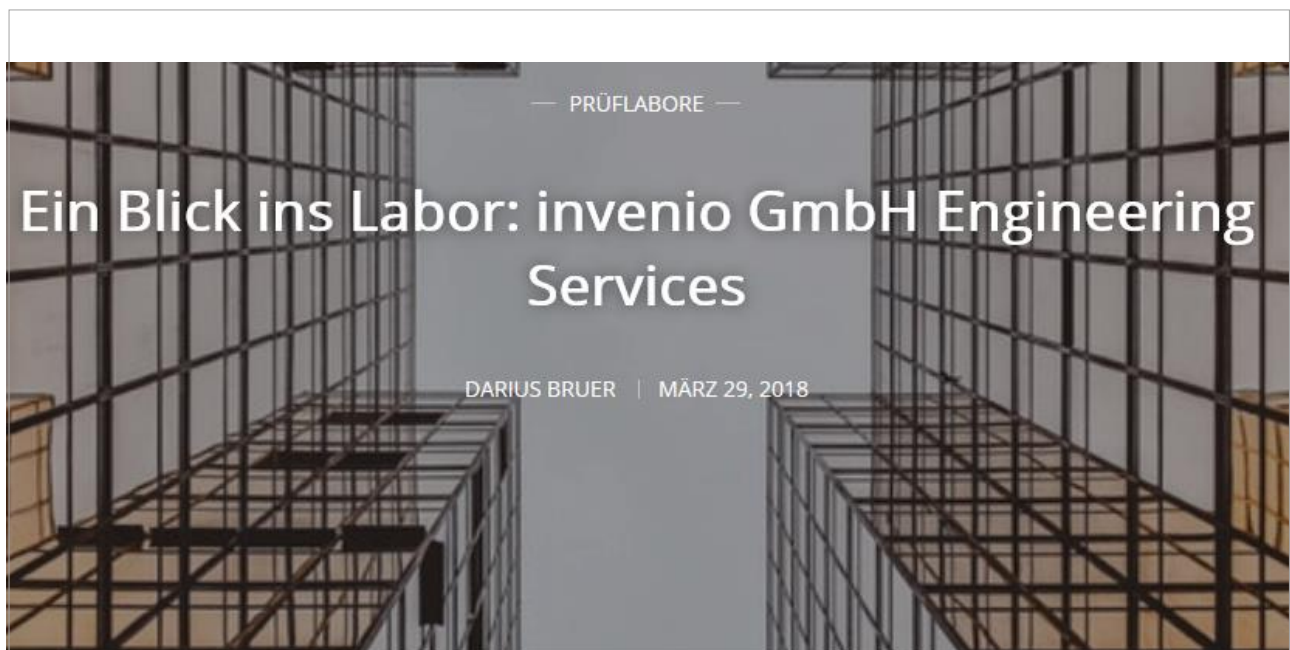 PRÜFLABORE
Ein Blick ins Labor: invenio GmbH Engineering
Services
DARIUS BRUER | MÄRZ 29, 2018